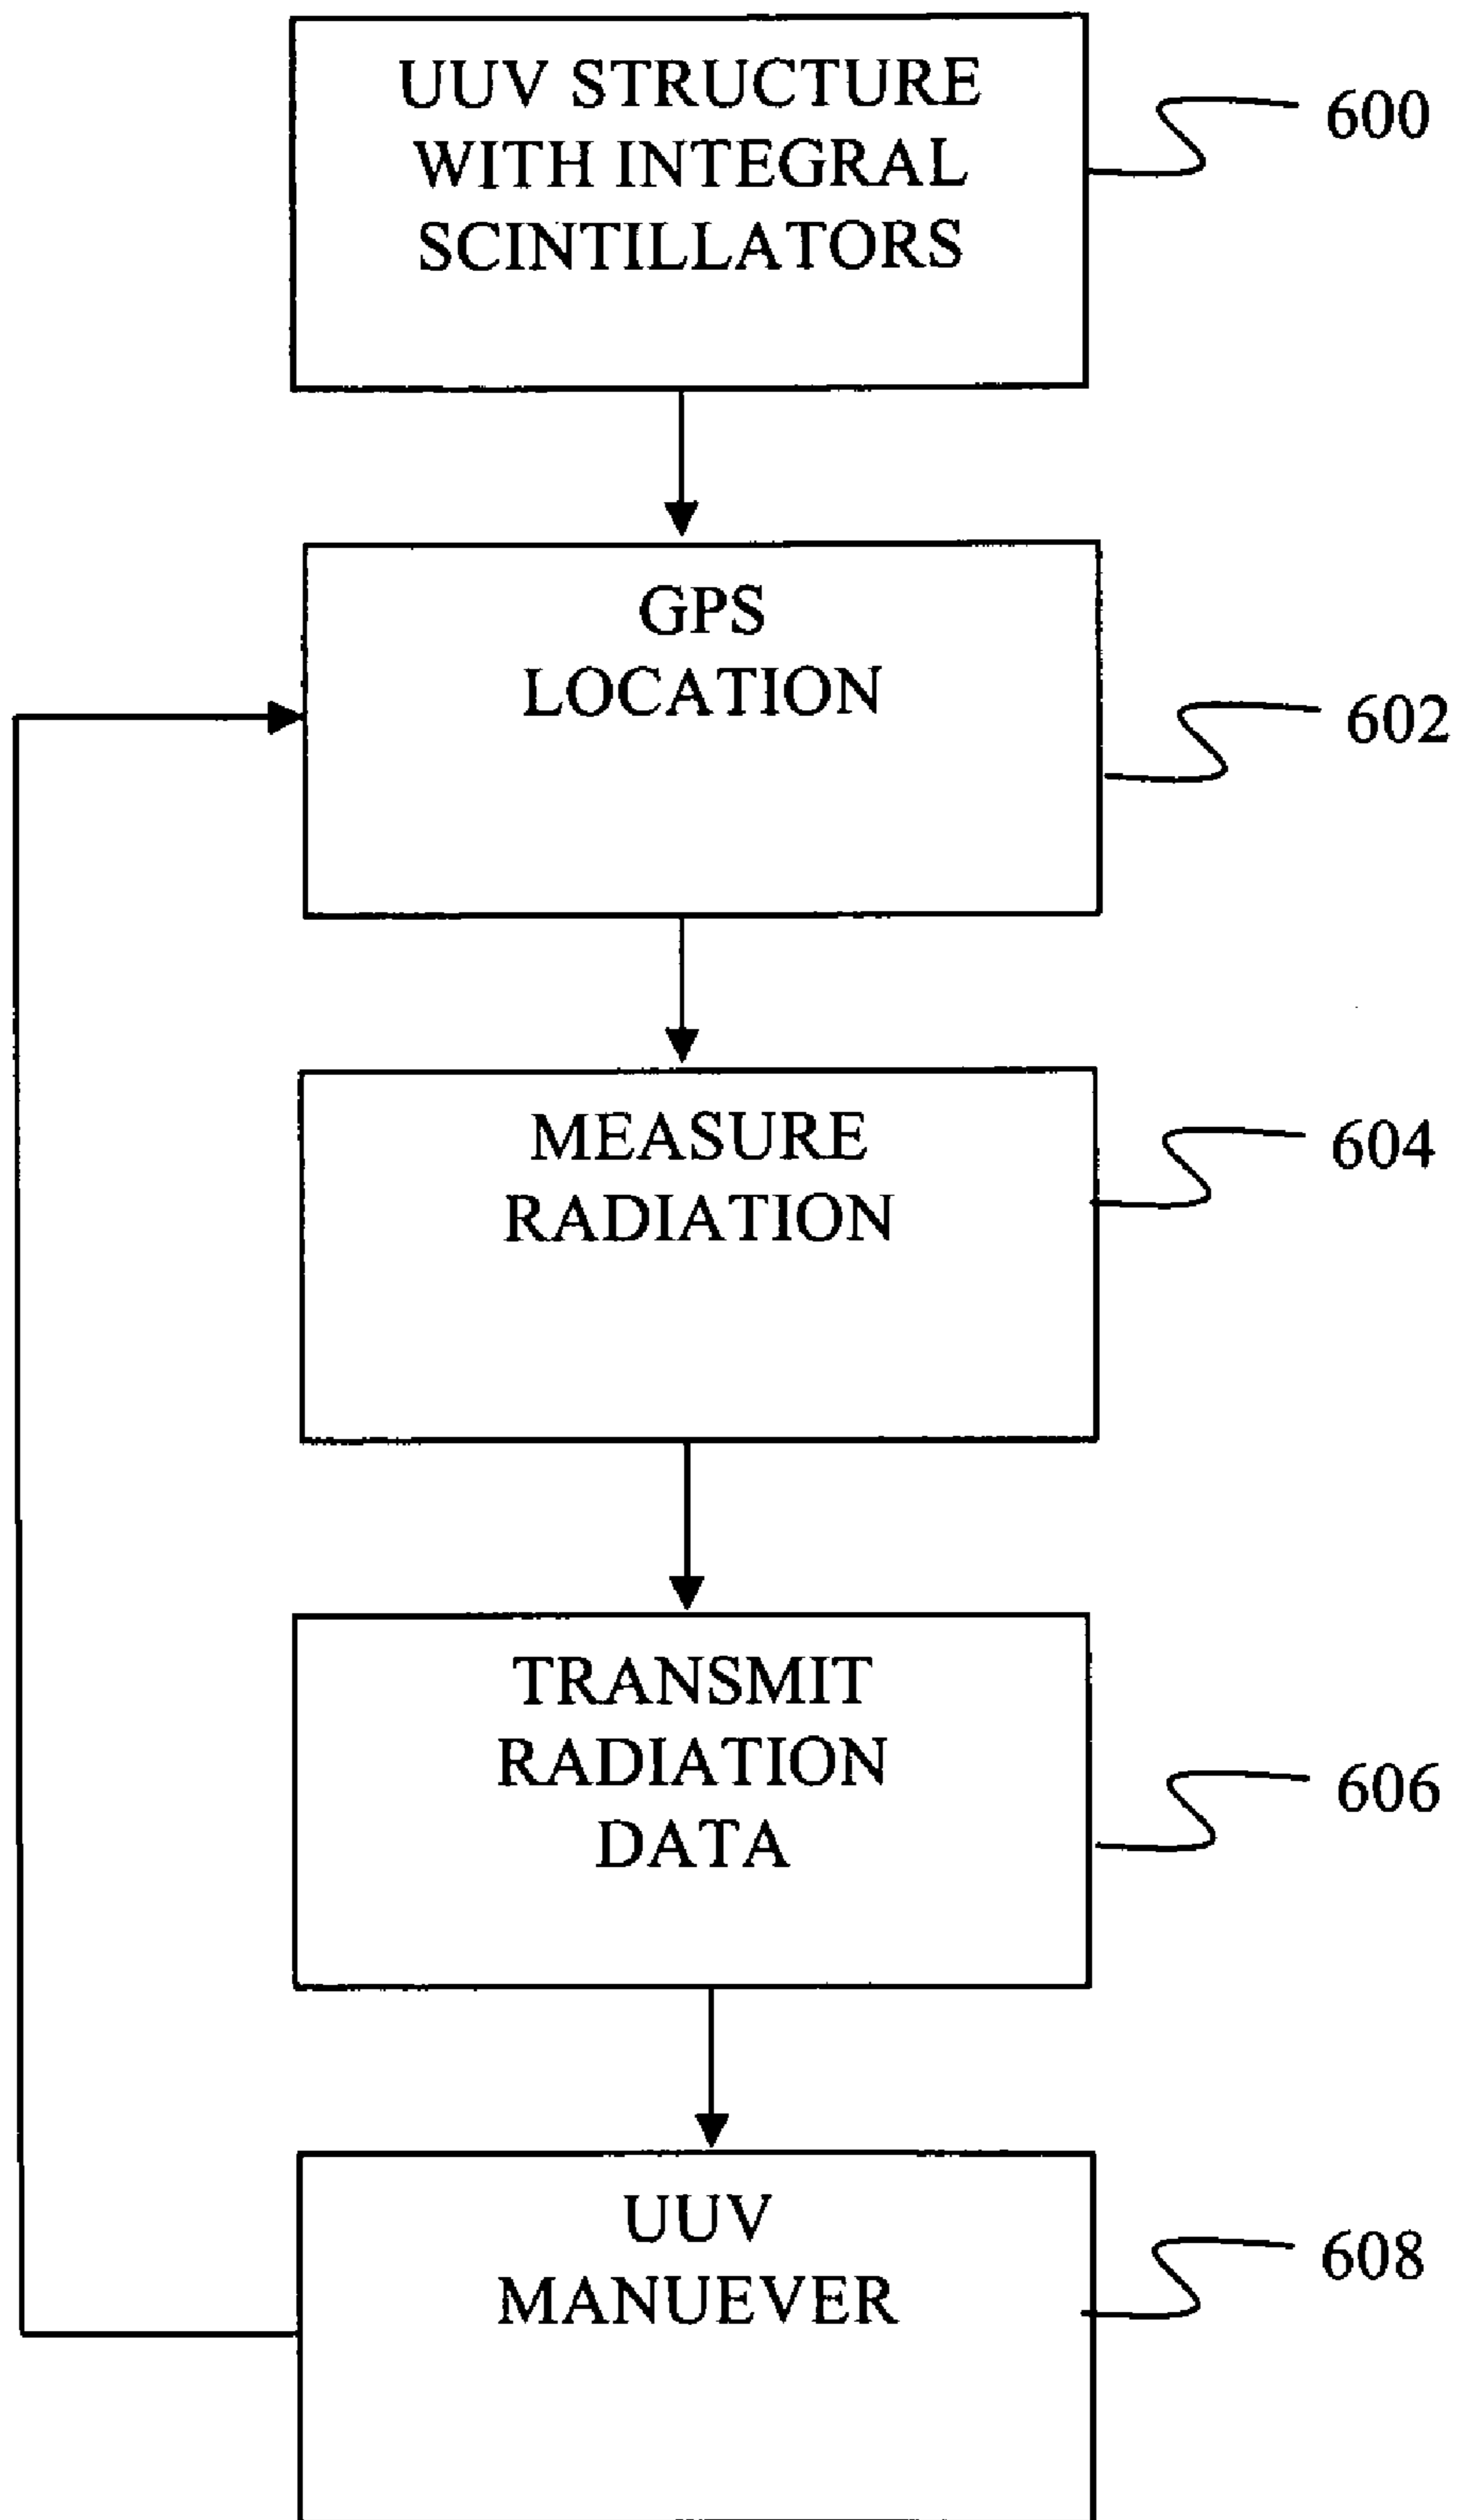 UUV STRUCTURE
WITH INTEGRAL
SCINTILLATORS
600
GPS
LOCATION
602
MEASURE
RADIATION
604
TRANSMIT
RADIATION
DATA
606
UUV
MANUEVER
608